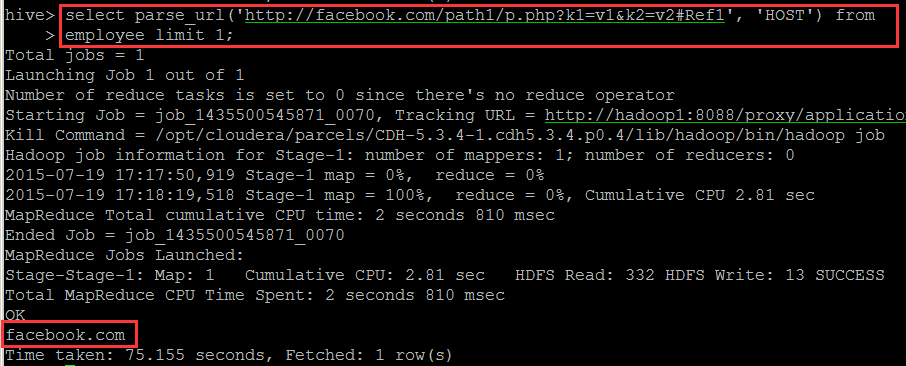 hive> select parse_url('http://facebook.com/path1/p.php?k1=v1&k2=v2#Ref1', 'HOST') from
    > employee limit 1;
Total jobs = 1
Launching Job 1 out of 1
Number of reduce tasks is set to 0 since there's no reduce operator
Starting Job = job_1435500545871_0070, Tracking URL = http://hadoop1:8088/proxy/applicatio
Kill Command = /opt/cloudera/parcels/CDH-5.3.4-1.cdh5.3.4.p0.4/lib/hadoop/bin/hadoop job
Hadoop job information for Stage-1: number of mappers: 1; number of reducers: 0
2015-07-19 17:17:50,919 Stage-1 map = 0%,  reduce = 0%
2015-07-19 17:18:19,518 Stage-1 map = 100%,  reduce = 0%, Cumulative CPU 2.81 sec
MapReduce Total cumulative CPU time: 2 seconds 810 msec
Ended Job = job_1435500545871_0070
MapReduce Jobs Launched:
Stage-Stage-1: Map: 1   Cumulative CPU: 2.81 sec   HDFS Read: 332 HDFS Write: 13 SUCCESS
Total MapReduce CPU Time Spent: 2 seconds 810 msec
OK
facebook.com
Time taken: 75.155 seconds, Fetched: 1 row(s)